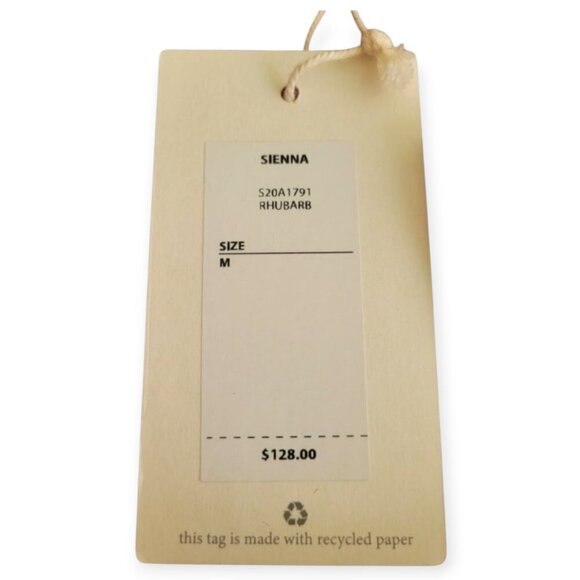 SIENNA
S20A1791
RHUBARB
SIZE
M
$128.00
this tag is made with recycled paper